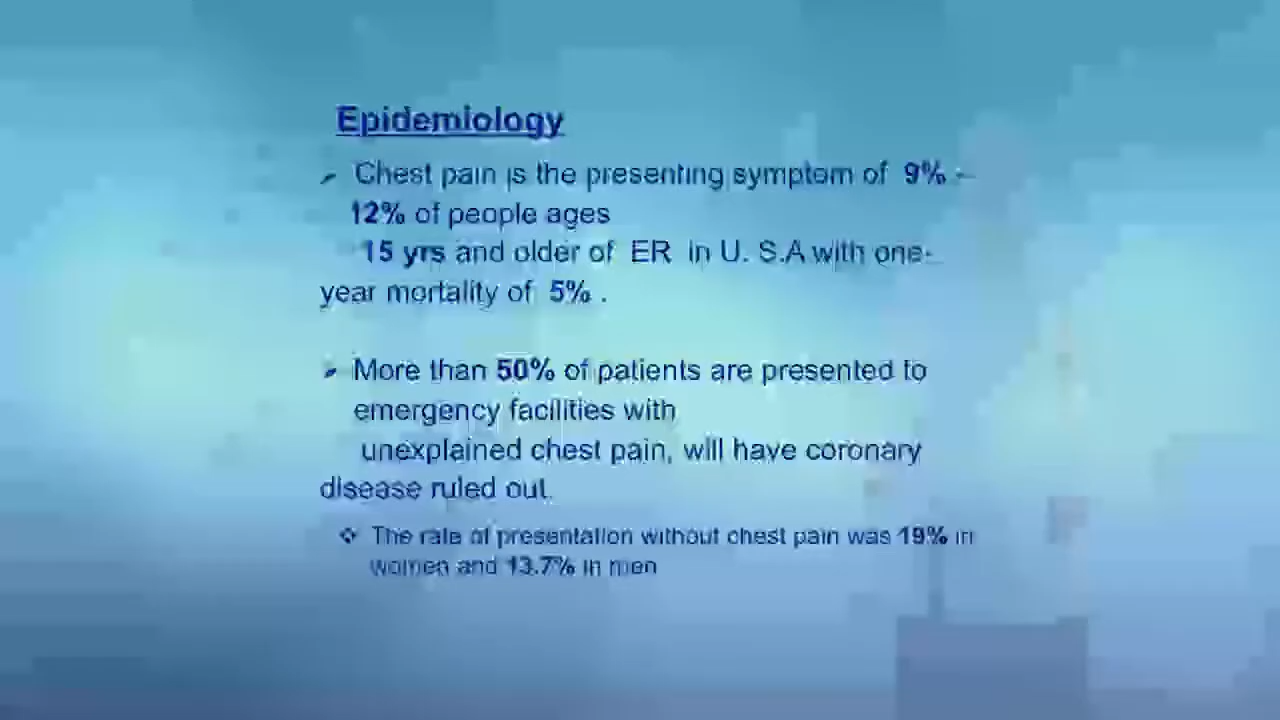 Epidemiology
➢ Chest pain is the presenting symptom of 9% –
12% of people ages
15 yrs and older of ER in U. S.A with one-
year mortality of 5% .
➢ More than 50% of patients are presented to
emergency facilities with
unexplained chest pain, will have coronary
disease ruled out.
❖ The rate of presentation without chest pain was 19% in
women and 13.7% in men